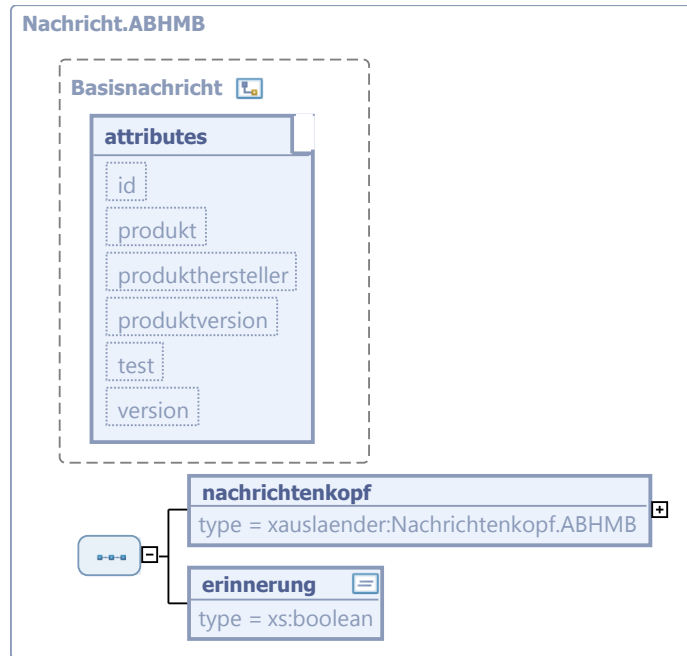 Nachricht.ABHMB
Basisnachricht
attributes
id
produkt
produkthersteller
produktversion
test
version
nachrichtenkopf
type = xauslaender:Nachrichtenkopf.ABHMB
erinnerung
type = xs:boolean